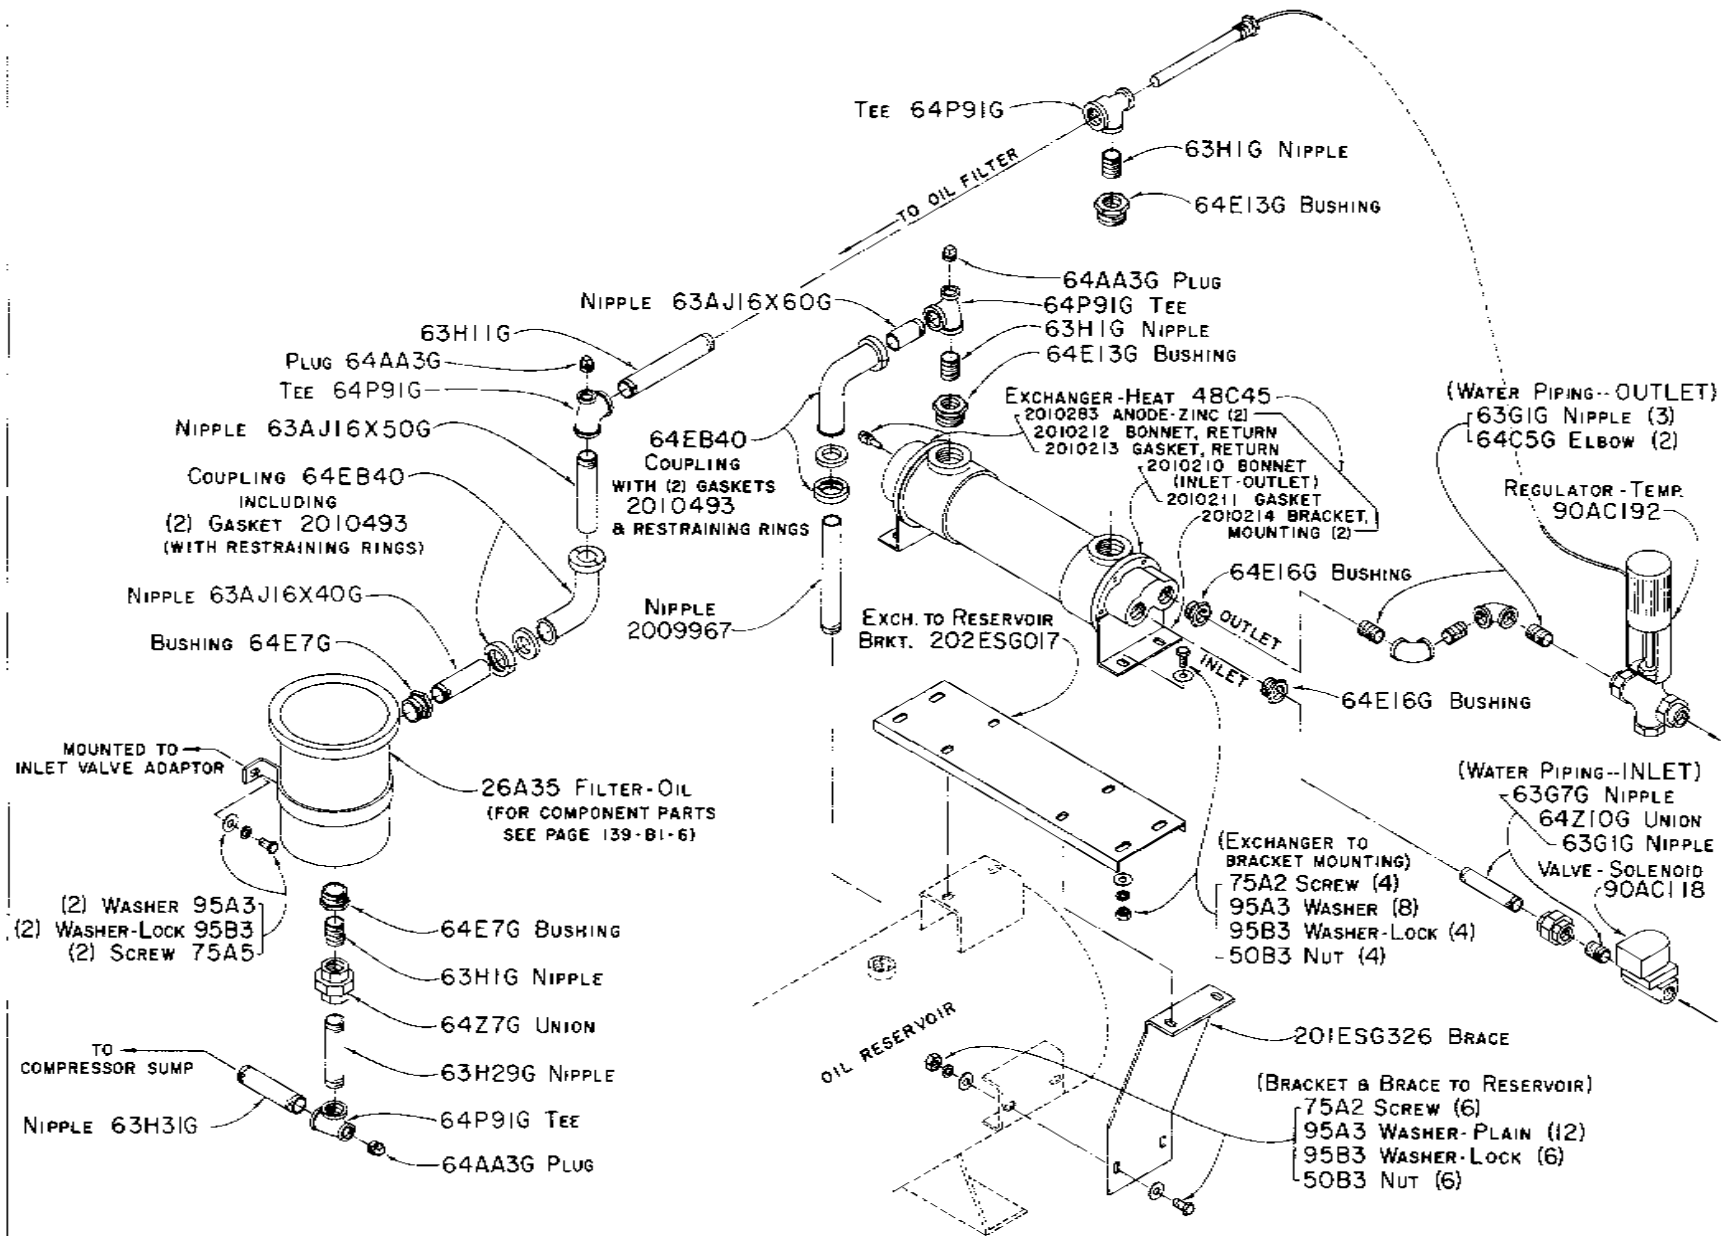 TEE 64P91G
63H1G NIPPLE
64E13G BUSHING
TO OIL FILTER
64AA3G PLUG
64P91G TEE
63H1G NIPPLE
64E13G BUSHING
NIPPLE 63AJ16X60G
63H11G
PLUG 64AA3G
TEE 64P91G
NIPPLE 63AJ16X50G
COUPLING 64EB40
INCLUDING
(2) GASKET 2010493
(WITH RESTRAINING RINGS)
NIPPLE 63AJ16X40G
BUSHING 64E7G
64EB40
COUPLING
WITH (2) GASKETS
2010493
& RESTRAINING RINGS
NIPPLE
2009967
EXCHANGER-HEAT 48C45
2010283 ANODE-ZINC (2)
2010212 BONNET, RETURN
2010213 GASKET, RETURN
2010210 BONNET
(INLET-OUTLET)
2010211 GASKET
2010214 BRACKET,
MOUNTING (2)
(WATER PIPING--OUTLET)
63G1G NIPPLE (3)
64C5G ELBOW (2)
REGULATOR-TEMP.
90AC192
64E16G BUSHING
OUTLET
INLET
64E16G BUSHING
EXCH. TO RESERVOIR
BRKT. 202ESG017
MOUNTED TO
INLET VALVE ADAPTOR
26A35 FILTER-OIL
(FOR COMPONENT PARTS
SEE PAGE 139-B1-6)
(WATER PIPING--INLET)
63G7G NIPPLE
64Z10G UNION
63G1G NIPPLE
VALVE-SOLENOID
90AC118
(EXCHANGER TO
BRACKET MOUNTING)
75A2 SCREW (4)
95A3 WASHER (8)
95B3 WASHER-LOCK (4)
50B3 NUT (4)
(2) WASHER 95A3
(2) WASHER-LOCK 95B3
(2) SCREW 75A5
64E7G BUSHING
63H1G NIPPLE
64Z7G UNION
63H29G NIPPLE
64P91G TEE
64AA3G PLUG
TO
COMPRESSOR SUMP
NIPPLE 63H31G
OIL RESERVOIR
201ESG326 BRACE
(BRACKET & BRACE TO RESERVOIR)
75A2 SCREW (6)
95A3 WASHER-PLAIN (12)
95B3 WASHER-LOCK (6)
50B3 NUT (6)